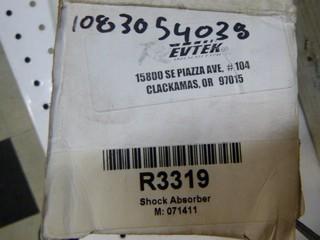 1083054038
EVTEK
15800 SE PIAZZA AVE. #104
CLACKAMAS, OR 97015
R3319
Shock Absorber
M: 071411